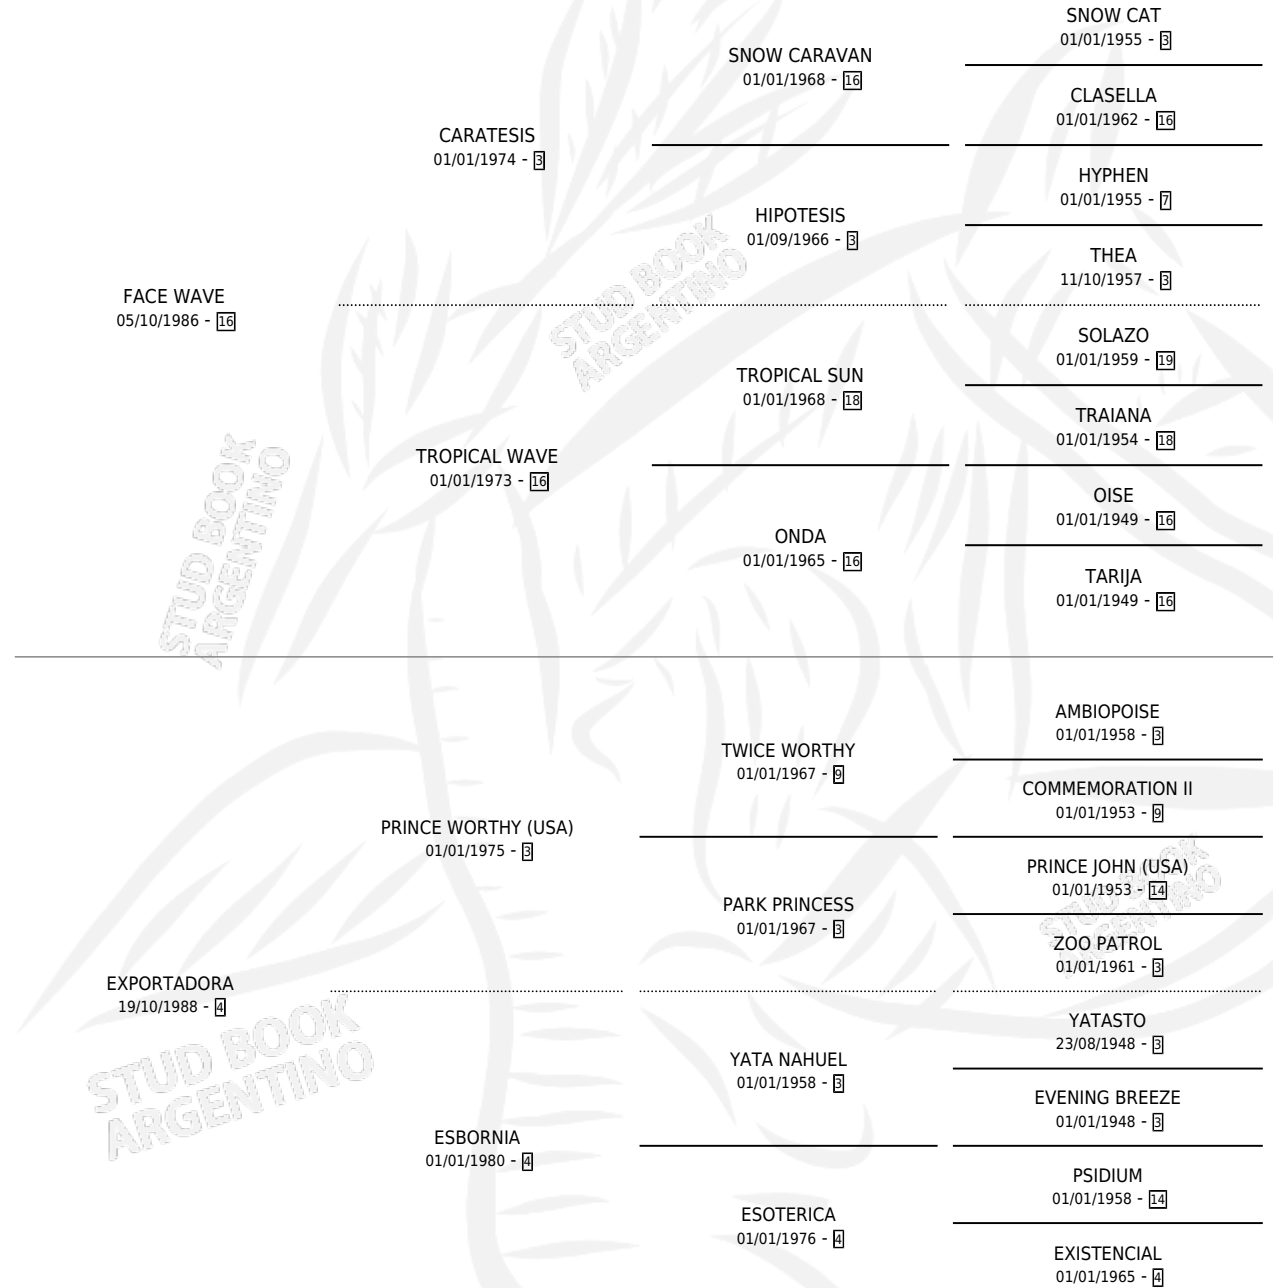 SNOW CAT
01/01/1955 - 3
SNOW CARAVAN
01/01/1968 - 16
CLASELLA
01/01/1962 - 16
CARATESIS
01/01/1974 - 3
HYPHEN
01/01/1955 - 7
HIPOTESIS
01/09/1966 - 3
THEA
11/10/1957 - 3
FACE WAVE
05/10/1986 - 16
SOLAZO
01/01/1959 - 19
TROPICAL SUN
01/01/1968 - 18
TRAIANA
01/01/1954 - 18
TROPICAL WAVE
01/01/1973 - 16
OISE
01/01/1949 - 16
ONDA
01/01/1965 - 16
TARIJA
01/01/1949 - 16
STUD BOOK
ARGENTINO
STUD BOOK
ARGENTINO
AMBIOPOISE
01/01/1958 - 3
TWICE WORTHY
01/01/1967 - 9
COMMEMORATION II
01/01/1953 - 9
PRINCE WORTHY (USA)
01/01/1975 - 3
PRINCE JOHN (USA)
01/01/1953 - 14
PARK PRINCESS
01/01/1967 - 3
ZOO PATROL
01/01/1961 - 3
EXPORTADORA
19/10/1988 - 4
YATASTO
23/08/1948 - 3
YATA NAHUEL
01/01/1958 - 3
EVENING BREEZE
01/01/1948 - 3
ESBORNIA
01/01/1980 - 4
PSIDIUM
01/01/1958 - 14
ESOTERICA
01/01/1976 - 4
EXISTENCIAL
01/01/1965 - 4
STUD BOOK
ARGENTINO
STUD BOOK
ARGENTINO